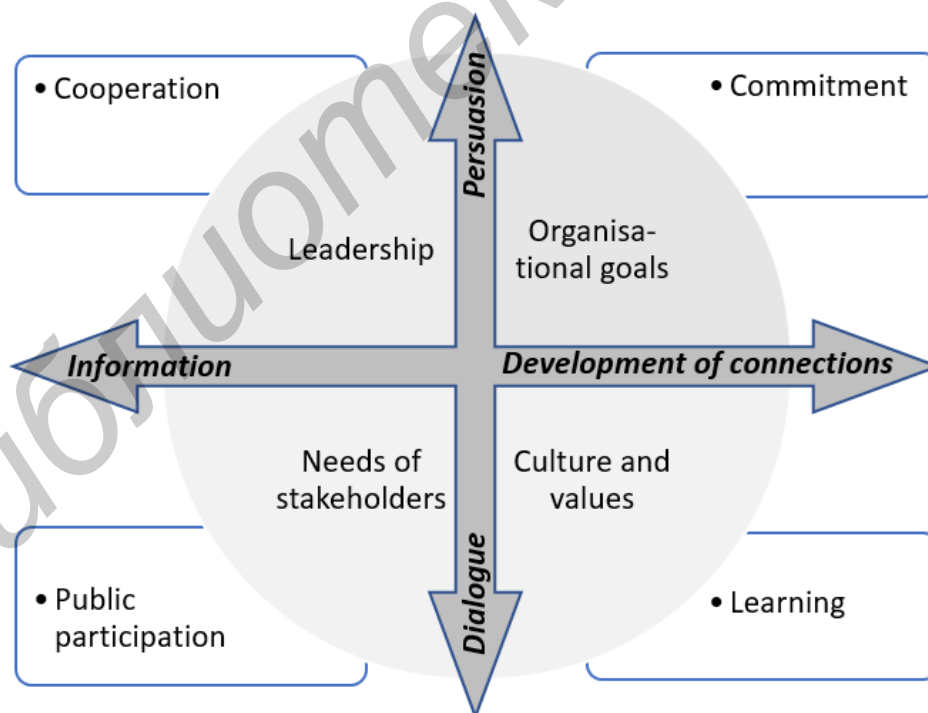 • Cooperation
• Commitment
Persuasion
Leadership
Organisa-
tional goals
Information
Development of connections
Needs of
stakeholders
Culture and
values
Dialogue
• Public
participation
• Learning